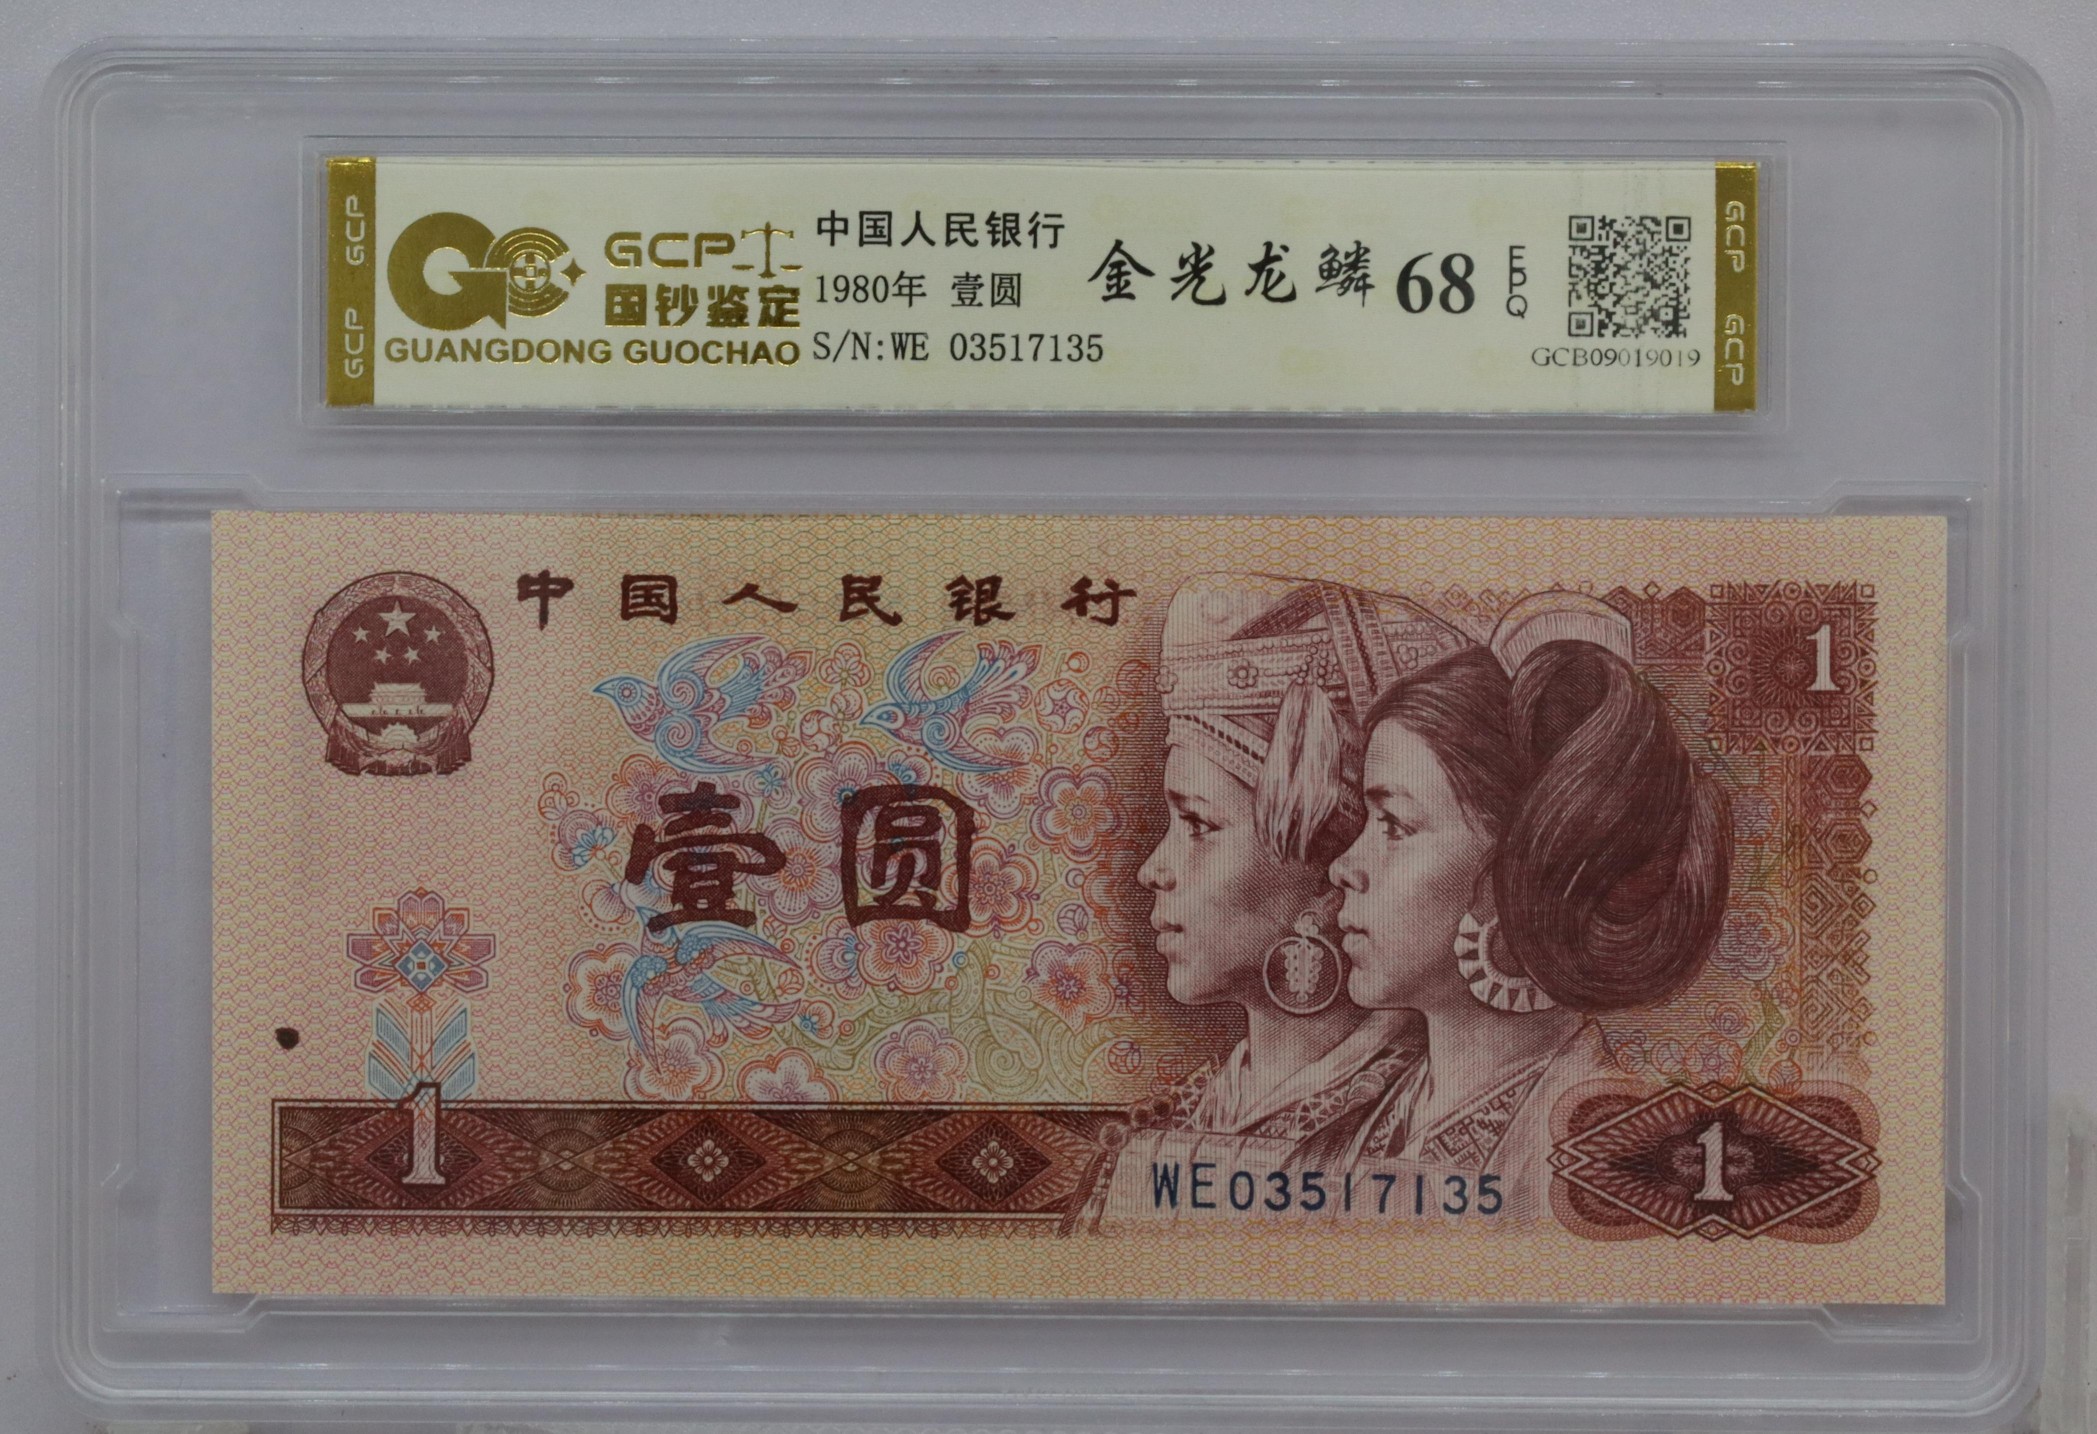 GCP GCP
GCP
国钞鉴定
GUANGDONG GUOCHAO
中国人民银行
1980年 壹圆
S/N:WE 03517135
金光龙鳞 68 EPQ
GCB09019019
GCP GCP
中国人民银行
1
壹圆
1
WE03517135
1